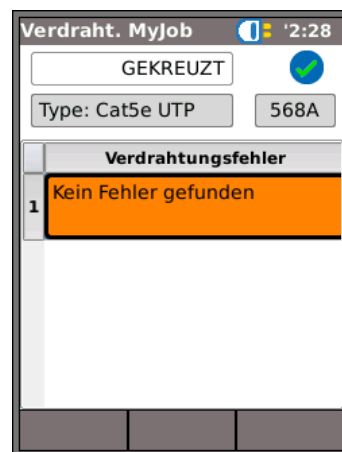 Verdraht. MyJob '2:28
GEKREUZT
Type: Cat5e UTP 568A
Verdrahtungsfehler
1 Kein Fehler gefunden